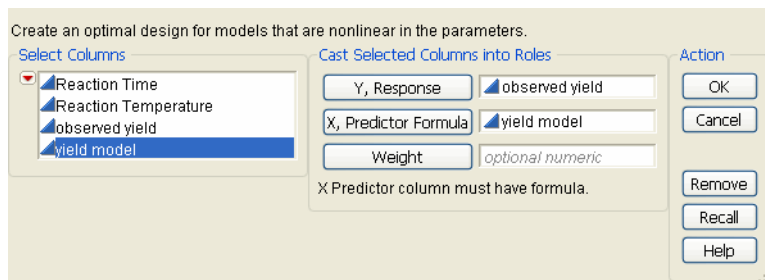 Create an optimal design for models that are nonlinear in the parameters.
Select Columns
Reaction Time
Reaction Temperature
observed yield
yield model
Cast Selected Columns into Roles
Y, Response
observed yield
X, Predictor Formula
yield model
Weight
optional numeric
X Predictor column must have formula.
Action
OK
Cancel
Remove
Recall
Help